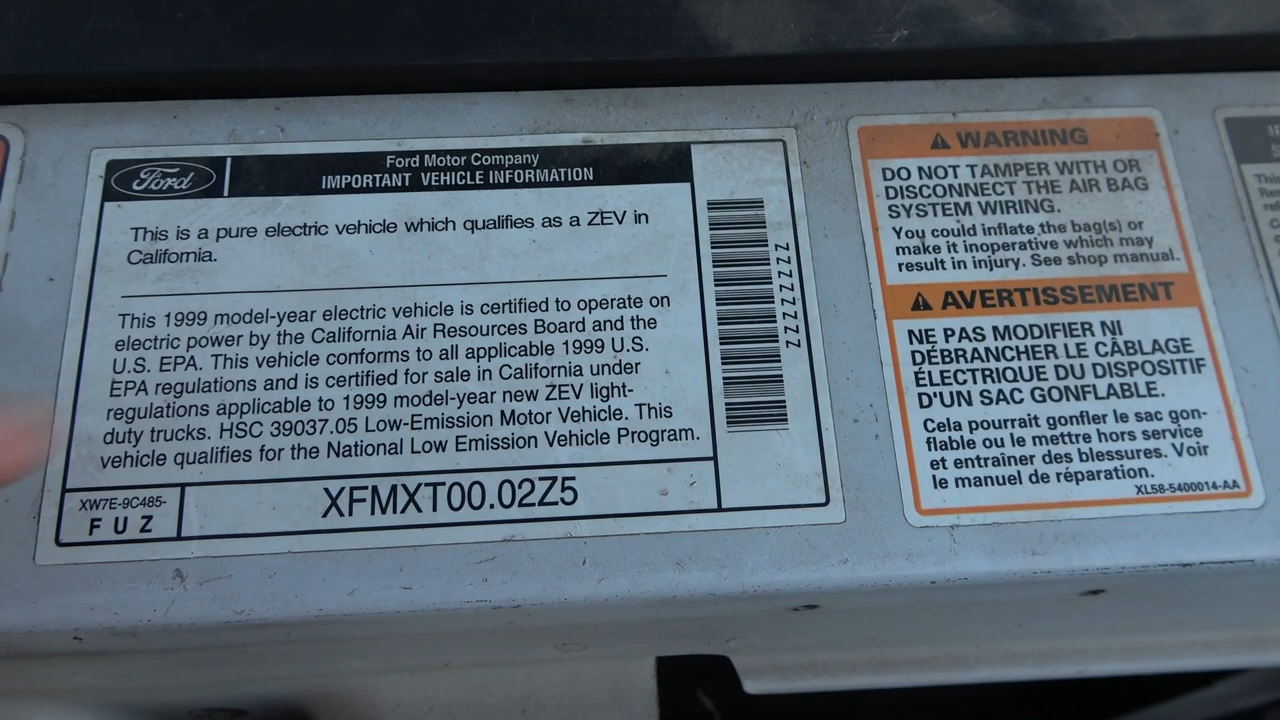 Ford
Ford Motor Company
IMPORTANT VEHICLE INFORMATION
This is a pure electric vehicle which qualifies as a ZEV in
California.
This 1999 model-year electric vehicle is certified to operate on
electric power by the California Air Resources Board and the
U.S. EPA. This vehicle conforms to all applicable 1999 U.S.
EPA regulations and is certified for sale in California under
regulations applicable to 1999 model-year new ZEV light-
duty trucks. HSC 39037.05 Low-Emission Motor Vehicle. This
vehicle qualifies for the National Low Emission Vehicle Program.
XW7E-9C485-
F U Z
XFMXT00.02Z5
ZZZZZZZZ
WARNING
DO NOT TAMPER WITH OR
DISCONNECT THE AIR BAG
SYSTEM WIRING.
You could inflate the bag(s) or
make it inoperative which may
result in injury. See shop manual.
AVERTISSEMENT
NE PAS MODIFIER NI
DÉBRANCHER LE CÂBLAGE
ÉLECTRIQUE DU DISPOSITIF
D'UN SAC GONFLABLE.
Cela pourrait gonfler le sac gon-
flable ou le mettre hors service
et entraîner des blessures. Voir
le manuel de réparation.
XL58-5400014-AA